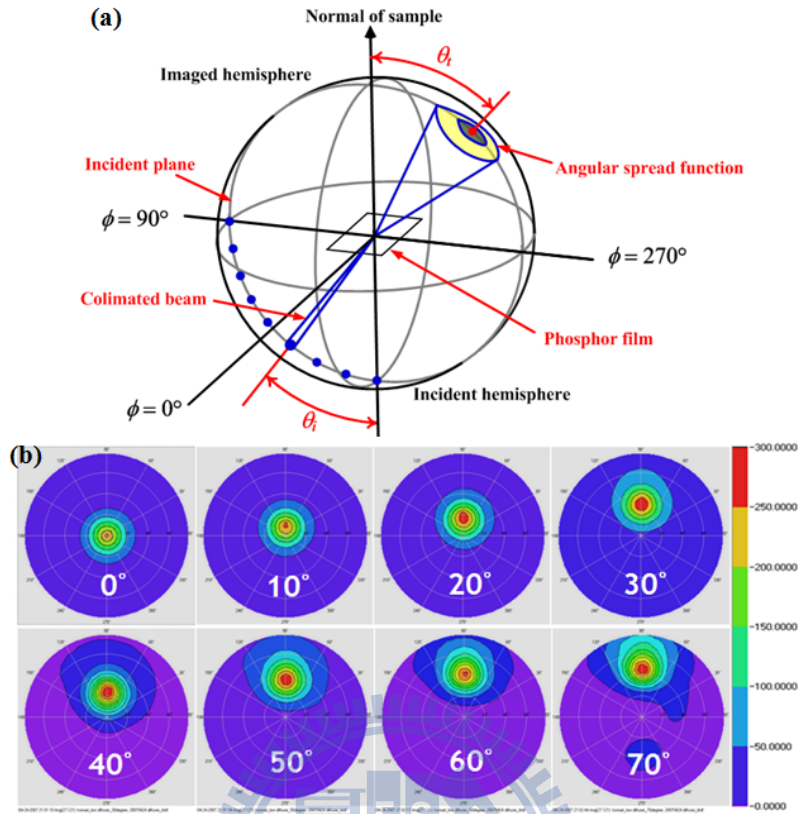 (a)
Normal of sample
θt
Imaged hemisphere
Incident plane
Angular spread function
ϕ = 90°
ϕ = 270°
Colimated beam
Phosphor film
ϕ = 0°
θi
Incident hemisphere
(b)
0°
10°
20°
30°
40°
50°
60°
70°
300.0000
250.0000
200.0000
150.0000
100.0000
50.0000
0.0000